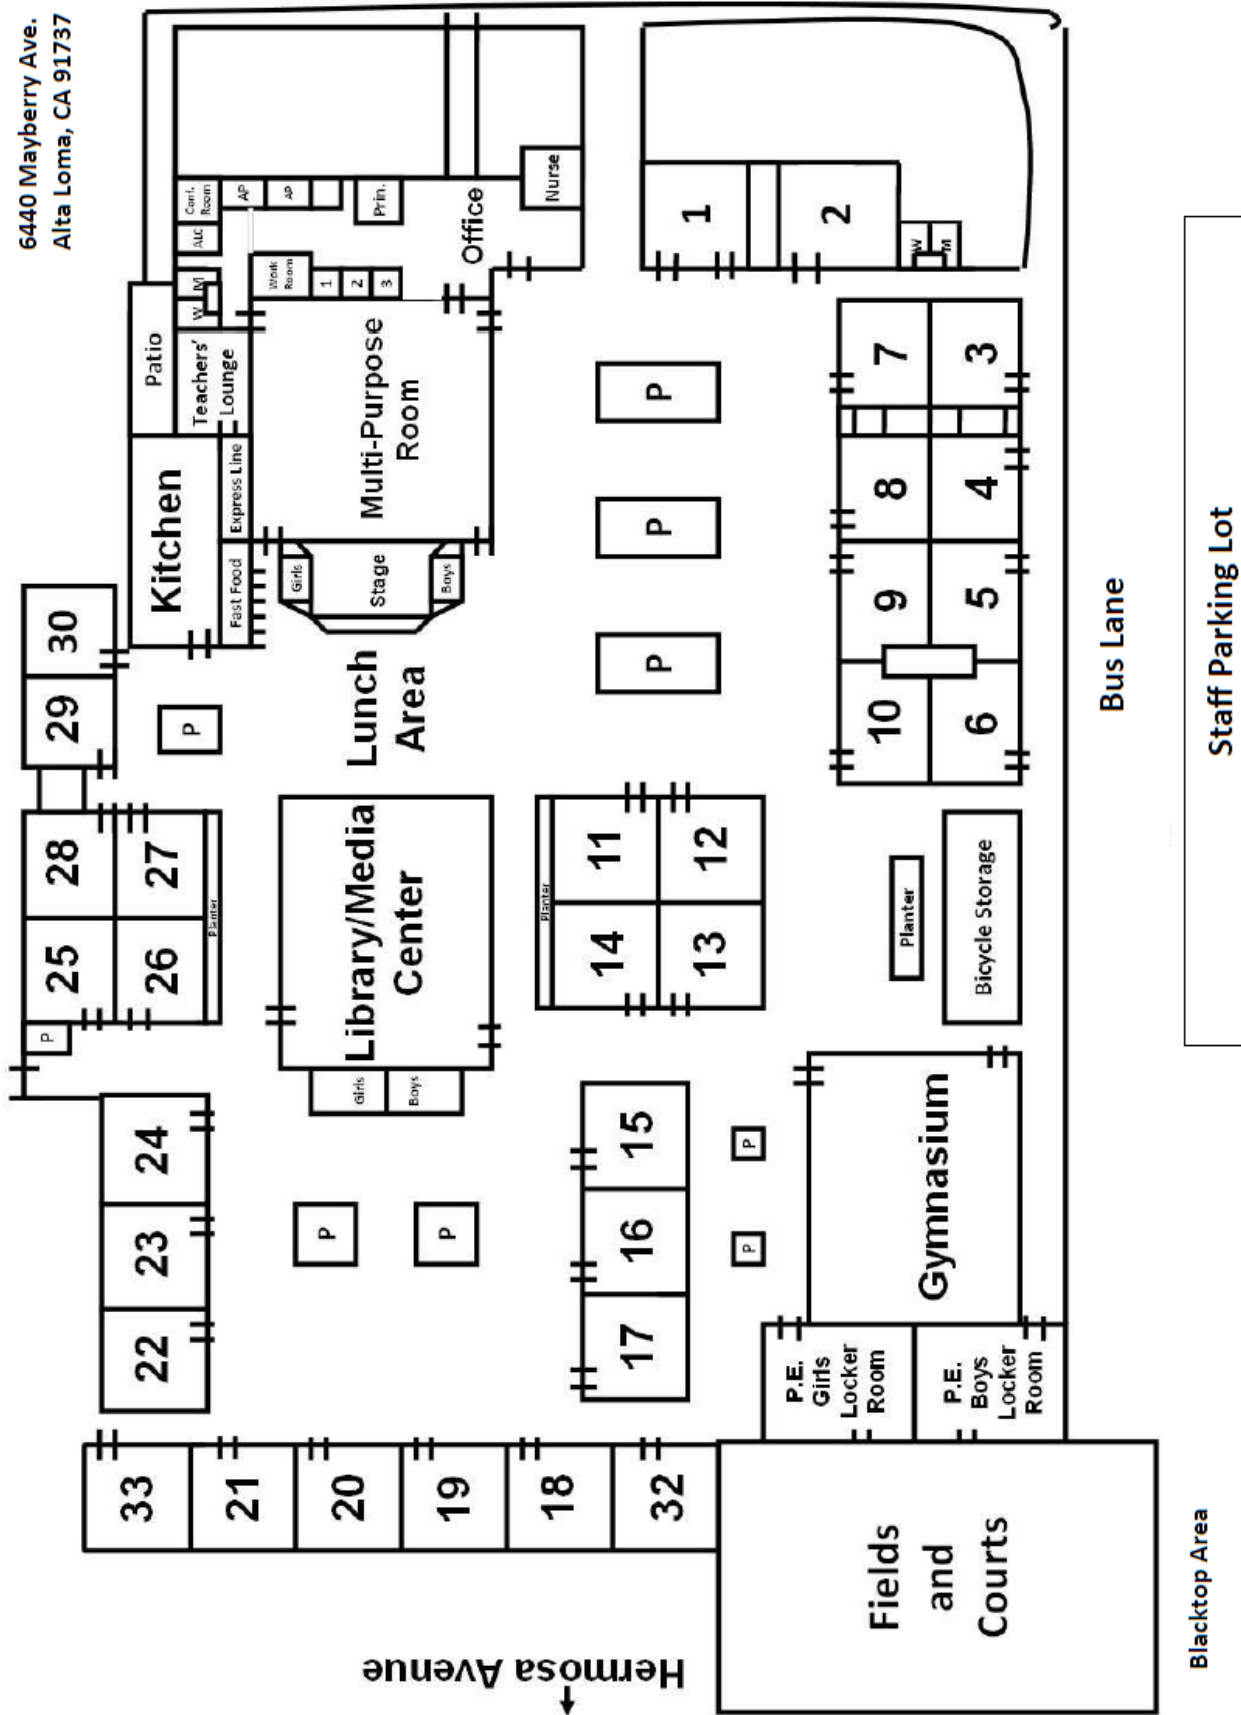 6440 Mayberry Ave.
Alta Loma, CA 91737
30
29
28
25
27
26
Planter
P
P
24
23
22
33
21
20
19
18
32
Hermosa Avenue
Patio
Kitchen
Teachers'
Lounge
Express Line
Fast Food
W
M
ALC
Conf.
Room
AP
AP
Prin.
Work
Room
1
2
3
Office
Nurse
Multi-Purpose
Room
Girls
Stage
Boys
Lunch
Area
Library/Media
Center
Girls
Boys
P
P
P
P
P
1
2
W
M
Planter
14
11
13
12
17
16
15
P
P
7
8
9
10
3
4
5
6
Planter
Bicycle Storage
Gymnasium
P.E.
Girls
Locker
Room
P.E.
Boys
Locker
Room
Fields
and
Courts
Bus Lane
Blacktop Area
Staff Parking Lot